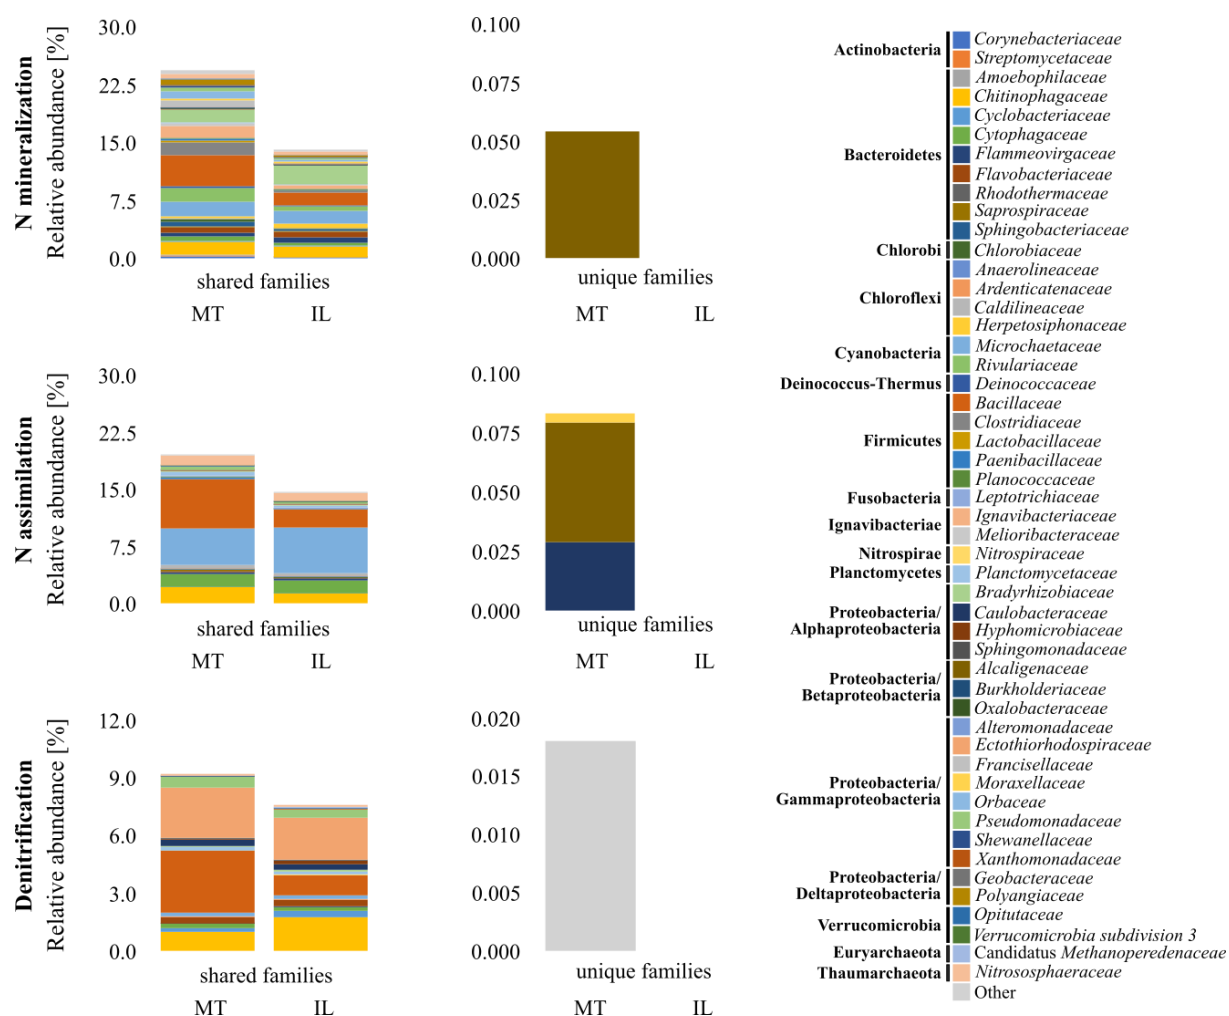 N mineralization
Relative abundance [%]
30.0
22.5
15.0
7.5
0.0
shared families
MT IL
0.100
0.075
0.050
0.025
0.000
unique families
MT IL
N assimilation
Relative abundance [%]
30.0
22.5
15.0
7.5
0.0
shared families
MT IL
0.100
0.075
0.050
0.025
0.000
unique families
MT IL
Denitrification
Relative abundance [%]
12.0
9.0
6.0
3.0
0.0
shared families
MT IL
0.020
0.015
0.010
0.005
0.000
unique families
MT IL
Actinobacteria
Corynebacteriaceae
Streptomycetaceae
Bacteroidetes
Amoebophilaceae
Chitinophagaceae
Cyclobacteriaceae
Cytophagaceae
Flammeovirgaceae
Flavobacteriaceae
Rhodothermaceae
Saprospiraceae
Sphingobacteriaceae
Chlorobi
Chlorobiaceae
Chloroflexi
Anaerolineaceae
Ardenticatenaceae
Caldilineaceae
Herpetosiphonaceae
Cyanobacteria
Microchaetaceae
Rivulariaceae
Deinococcus-Thermus
Deinococcaceae
Firmicutes
Bacillaceae
Clostridiaceae
Lactobacillaceae
Paenibacillaceae
Planococcaceae
Fusobacteria
Leptotrichiaceae
Ignavibacteriae
Ignavibacteriaceae
Melioribacteraceae
Nitrospirae
Nitrospiraceae
Planctomycetes
Planctomycetaceae
Proteobacteria/
Alphaproteobacteria
Bradyrhizobiaceae
Caulobacteraceae
Hyphomicrobiaceae
Sphingomonadaceae
Proteobacteria/
Betaproteobacteria
Alcaligenaceae
Burkholderiaceae
Oxalobacteraceae
Proteobacteria/
Gammaproteobacteria
Alteromonadaceae
Ectothiorhodospiraceae
Francisellaceae
Moraxellaceae
Orbaceae
Pseudomonadaceae
Shewanellaceae
Xanthomonadaceae
Proteobacteria/
Deltaproteobacteria
Geobacteraceae
Polyangiaceae
Verrucomicrobia
Opitutaceae
Verrucomicrobia subdivision 3
Euryarchaeota
Candidatus Methanoperedenaceae
Thaumarchaeota
Nitrososphaeraceae
Other